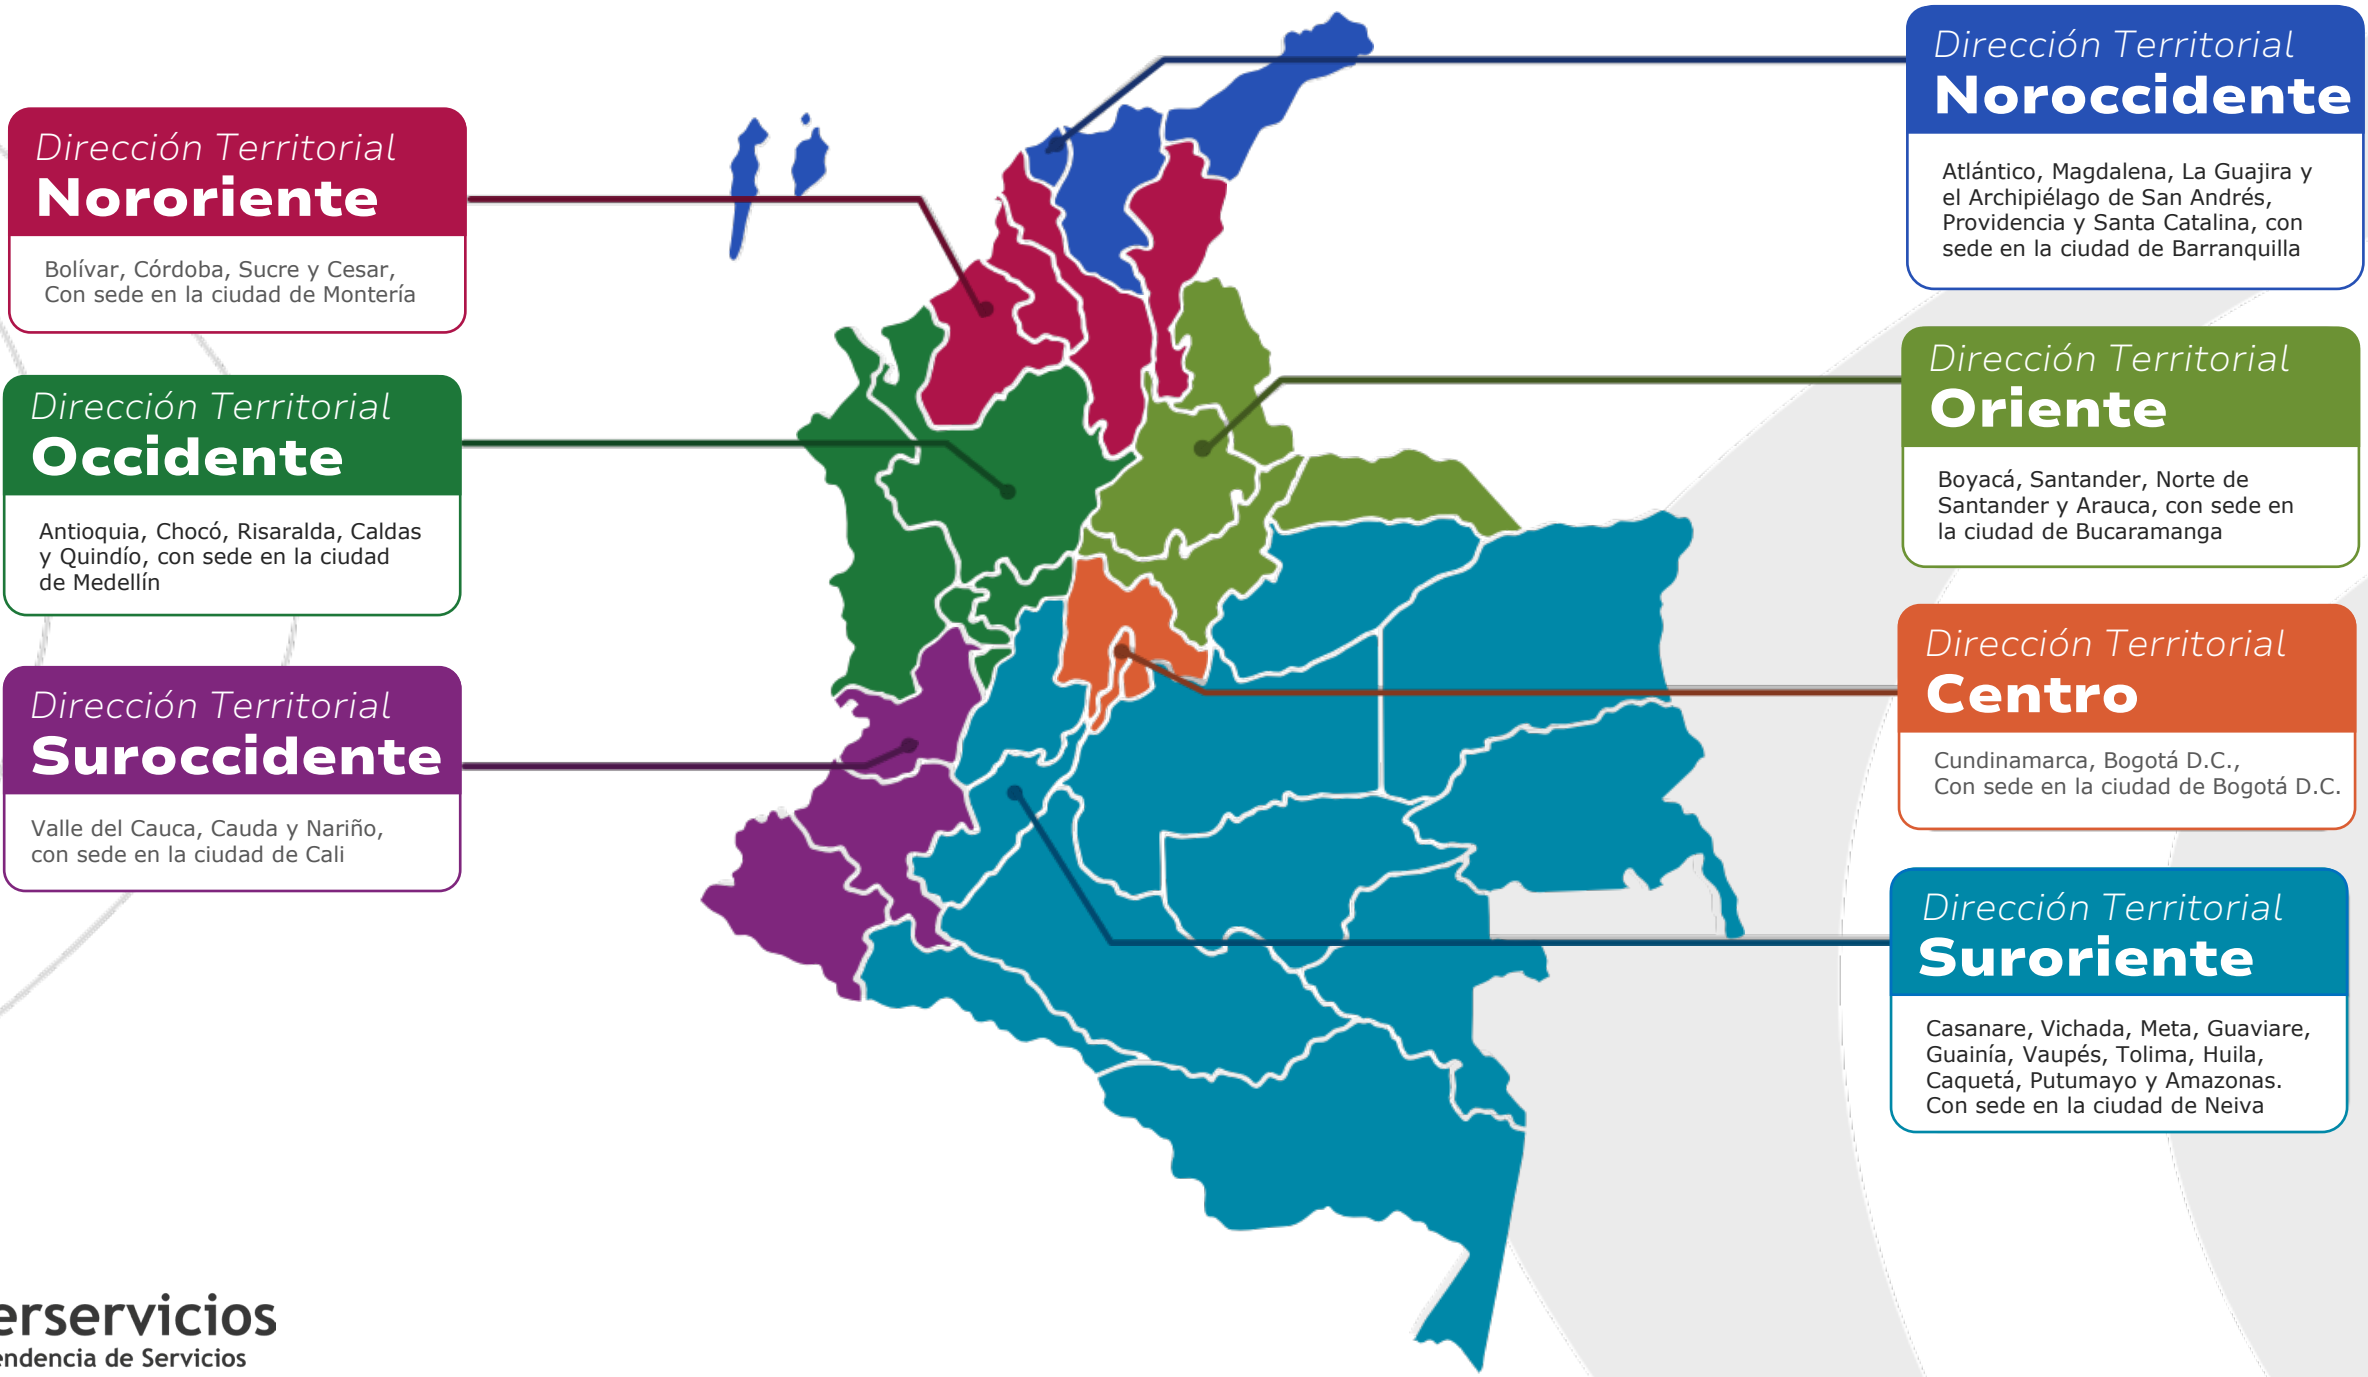 Dirección Territorial
Nororiente
Bolívar, Córdoba, Sucre y Cesar,
Con sede en la ciudad de Montería
Dirección Territorial
Occidente
Antioquia, Chocó, Risaralda, Caldas
y Quindío, con sede en la ciudad
de Medellín
Dirección Territorial
Suroccidente
Valle del Cauca, Cauda y Nariño,
con sede en la ciudad de Cali
Dirección Territorial
Noroccidente
Atlántico, Magdalena, La Guajira y
el Archipiélago de San Andrés,
Providencia y Santa Catalina, con
sede en la ciudad de Barranquilla
Dirección Territorial
Oriente
Boyacá, Santander, Norte de
Santander y Arauca, con sede en
la ciudad de Bucaramanga
Dirección Territorial
Centro
Cundinamarca, Bogotá D.C.,
Con sede en la ciudad de Bogotá D.C.
Dirección Territorial
Suroriente
Casanare, Vichada, Meta, Guaviare,
Guainía, Vaupés, Tolima, Huila,
Caquetá, Putumayo y Amazonas.
Con sede en la ciudad de Neiva
erservicios
endencia de Servicios